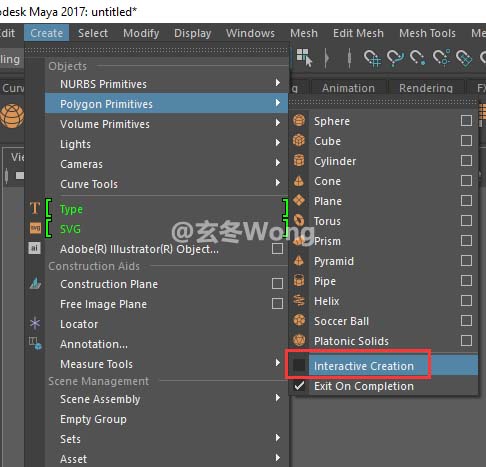 odesk Maya 2017: untitled*
dit Create Select Modify Display Windows Mesh Edit Mesh Mesh Tools
ling
Curv
g Animation Rendering FX
Vie
Objects
NURBS Primitives
Polygon Primitives
Volume Primitives
Lights
Cameras
Curve Tools
T Type
SVG SVG
ai Adobe(R) Illustrator(R) Object...
Construction Aids
Construction Plane
Free Image Plane
Locator
Annotation...
Measure Tools
Scene Management
Scene Assembly
Empty Group
Sets
Asset
Sphere
Cube
Cylinder
Cone
Plane
Torus
Prism
Pyramid
Pipe
Helix
Soccer Ball
Platonic Solids
Interactive Creation
Exit On Completion
@玄冬Wong